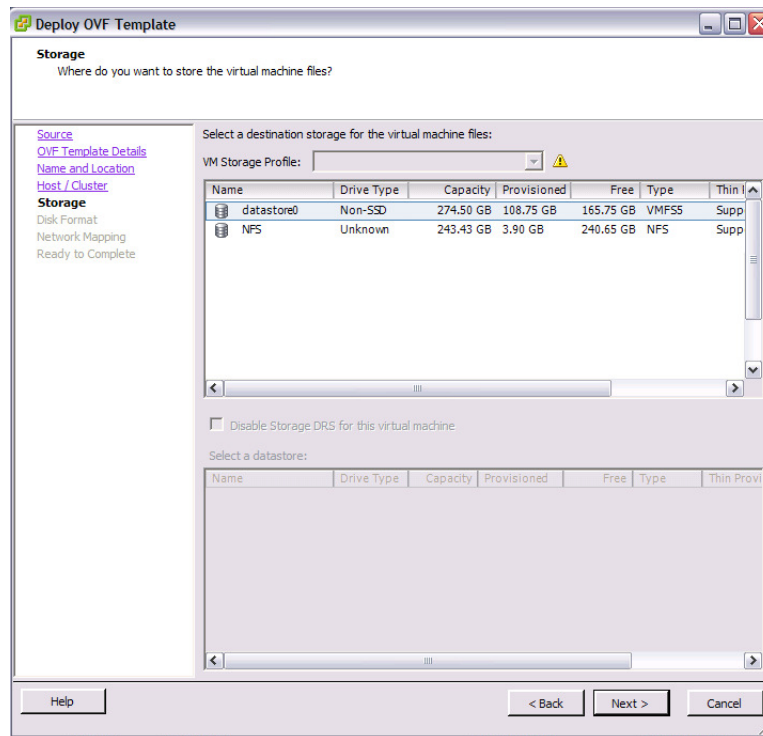 Deploy OVF Template
Storage
Where do you want to store the virtual machine files?
Source
OVF Template Details
Name and Location
Host / Cluster
Storage
Disk Format
Network Mapping
Ready to Complete
Select a destination storage for the virtual machine files:
VM Storage Profile:
Name Drive Type Capacity Provisioned Free Type Thin
datastore0 Non-SSD 274.50 GB 108.75 GB 165.75 GB VMFS5 Supp
NFS Unknown 243.43 GB 3.90 GB 240.65 GB NFS Supp
Disable Storage DRS for this virtual machine
Select a datastore:
Name Drive Type Capacity Provisioned Free Type Thin Provi
Help < Back Next > Cancel